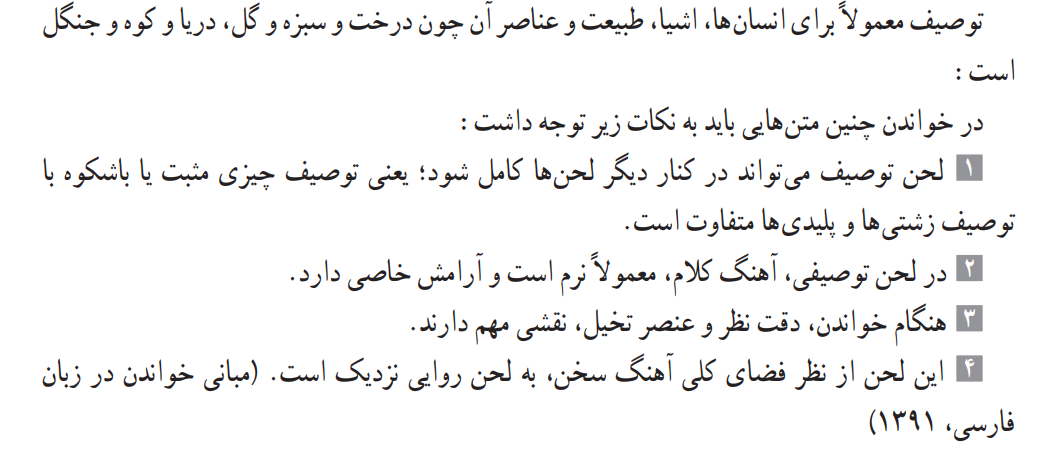 توصیف معمولاً برای انسان‌ها، اشیا، طبیعت و عناصر آن چون درخت و سبزه و گل، دریا و کوه و جنگل
است :
در خواندن چنین متن‌هایی باید به نکات زیر توجه داشت :
۱ لحن توصیف می‌تواند در کنار دیگر لحن‌ها کامل شود؛ یعنی توصیف چیزی مثبت یا باشکوه با
توصیف زشتی‌ها و پلیدی‌ها متفاوت است.
۲ در لحن توصیفی، آهنگ کلام، معمولاً نرم است و آرامش خاصی دارد.
۳ هنگام خواندن، دقت نظر و عنصر تخیل، نقشی مهم دارند.
۴ این لحن از نظر فضای کلی آهنگ سخن، به لحن روایی نزدیک است. (مبانی خواندن در زبان
فارسی، ۱۳۹۱)